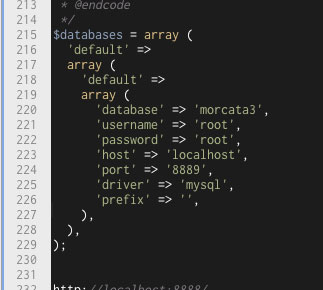 213 * @endcode
214 */
215 $databases = array (
216 'default' =>
217 array (
218 'default' =>
219 array (
220 'database' => 'morcata3',
221 'username' => 'root',
222 'password' => 'root',
223 'host' => 'localhost',
224 'port' => '8889',
225 'driver' => 'mysql',
226 'prefix' => '',
227 ),
228 ),
229 );
230
231
232 http://localhost:8888/